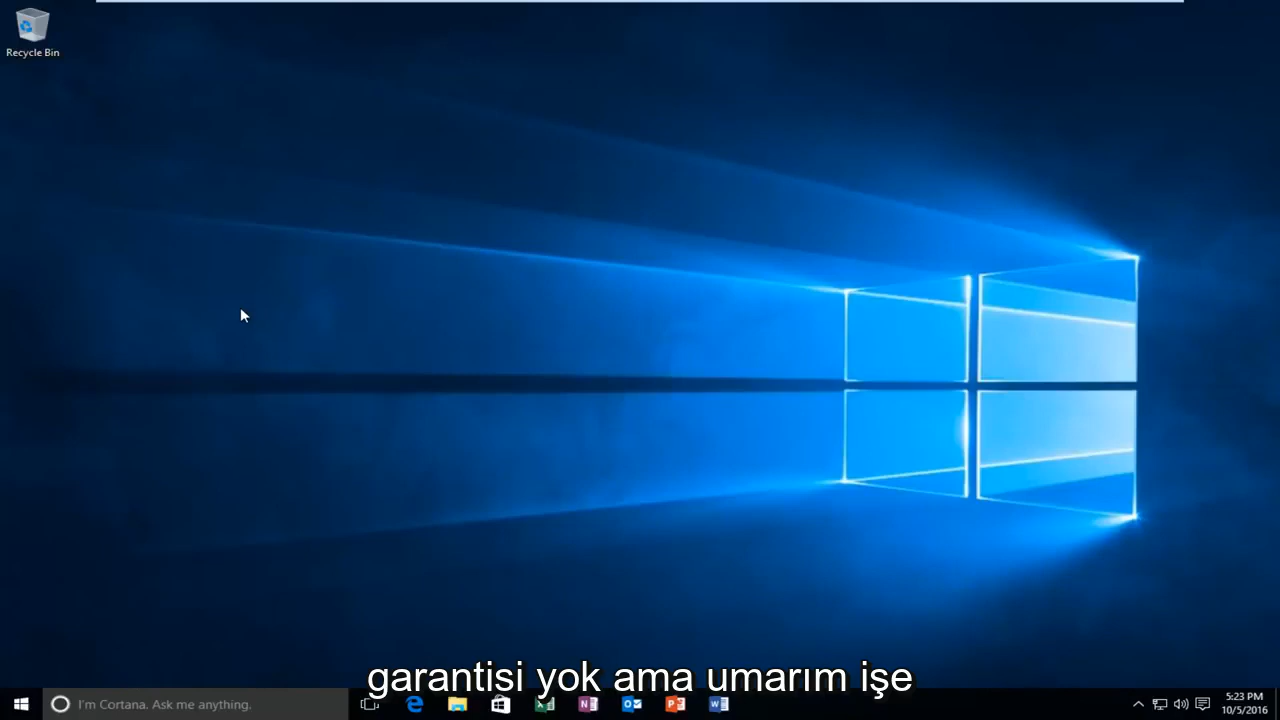 Recycle Bin
garantisi yok ama umarım işe
I'm Cortana. Ask me anything.
5:23 PM
10/5/2016